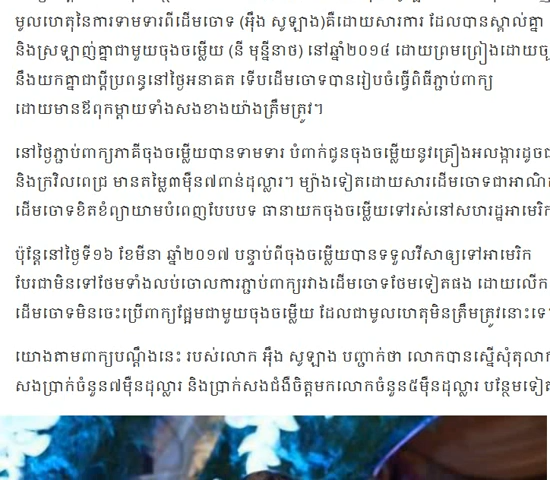 មូលហេតុនៃការទាមទារពីដើមចោទ (អុឹង សូឡាង)គឺដោយសារការ ដែលបានស្គាល់គ្នា
និងស្រឡាញ់គ្នាជាមួយចុងចម្លើយ (នី មុន្នីនាថ) នៅឆ្នាំ២០១៤ ដោយព្រមព្រៀងដោយ
នឹងយកគ្នាជាប្តីប្រពន្ធនៅថ្ងៃអនាគត ទើបដើមចោទបានរៀបចំធ្វើពិធីភ្ជាប់ពាក្យ
ដោយមានឪពុកម្តាយទាំងសងខាងយ៉ាងត្រឹមត្រូវ។
នៅថ្ងៃភ្ជាប់ពាក្យភាគីចុងចម្លើយបានទាមទារ បំពាក់ជូនចុងចម្លើយនូវគ្រឿងអលង្ការដូចជា
និងក្រវិលពេជ្រ មានតម្លៃ៣ម៉ឺន៧ពាន់ដុល្លារ។ ម្យ៉ាងទៀតដោយសារដើមចោទជា
ដើមចោទខិតខំព្យាយាមបំពេញបែបបទ ធានាយកចុងចម្លើយទៅរស់នៅសហរដ្ឋអាមេរិក
ប៉ុន្តែនៅថ្ងៃទី១៦ ខែមីនា ឆ្នាំ២០១៧ បន្ទាប់ពីចុងចម្លើយបានទទួលវីសាឲ្យទៅអាមេរិក
បែរជាមិនទៅថែមទាំងលប់ចោលការភ្ជាប់ពាក្យរវាងដើមចោទថែមទៀតផង ដោយលើក
ដើមចោទមិនចេះប្រើពាក្យផ្អែមជាមួយចុងចម្លើយ ដែលជាមូលហេតុមិនត្រឹមត្រូវនោះទេ
យោងតាមពាក្យបណ្តឹងនេះ របស់លោក អុឹង សូឡាង បញ្ជាក់ថា លោកបានស្នើសុំតុលា
សងប្រាក់ចំនួន៧ម៉ឺនដុល្លារ និងប្រាក់សងជំងឺចិត្តមកលោកចំនួន៥ម៉ឺនដុល្លារ បន្ថែមទៀត